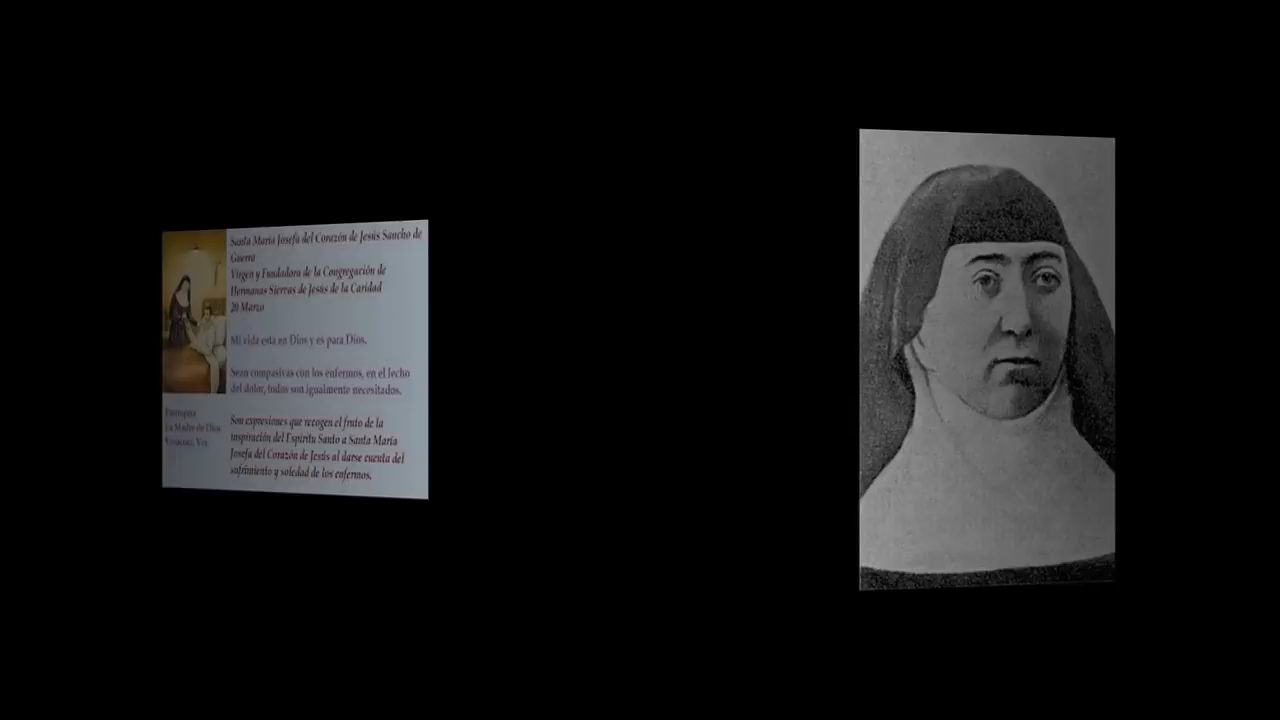 Santa María Josefa del Corazón de Jesús Sancho de
Guerra
Virgen y Fundadora de la Congregación de
Hermanas Siervas de Jesús de la Caridad
20 Marzo
Mi vida esta en Dios y es para Dios.
Sean compasivas con los enfermos, en el lecho
del dolor, todos son igualmente necesitados.
Son expresiones que recogen el fruto de la
inspiración del Espíritu Santo a Santa María
Josefa del Corazón de Jesús al darse cuenta del
sufrimiento y soledad de los enfermos.
Parroquia
La Madre de Dios
Veracruz, Ver.